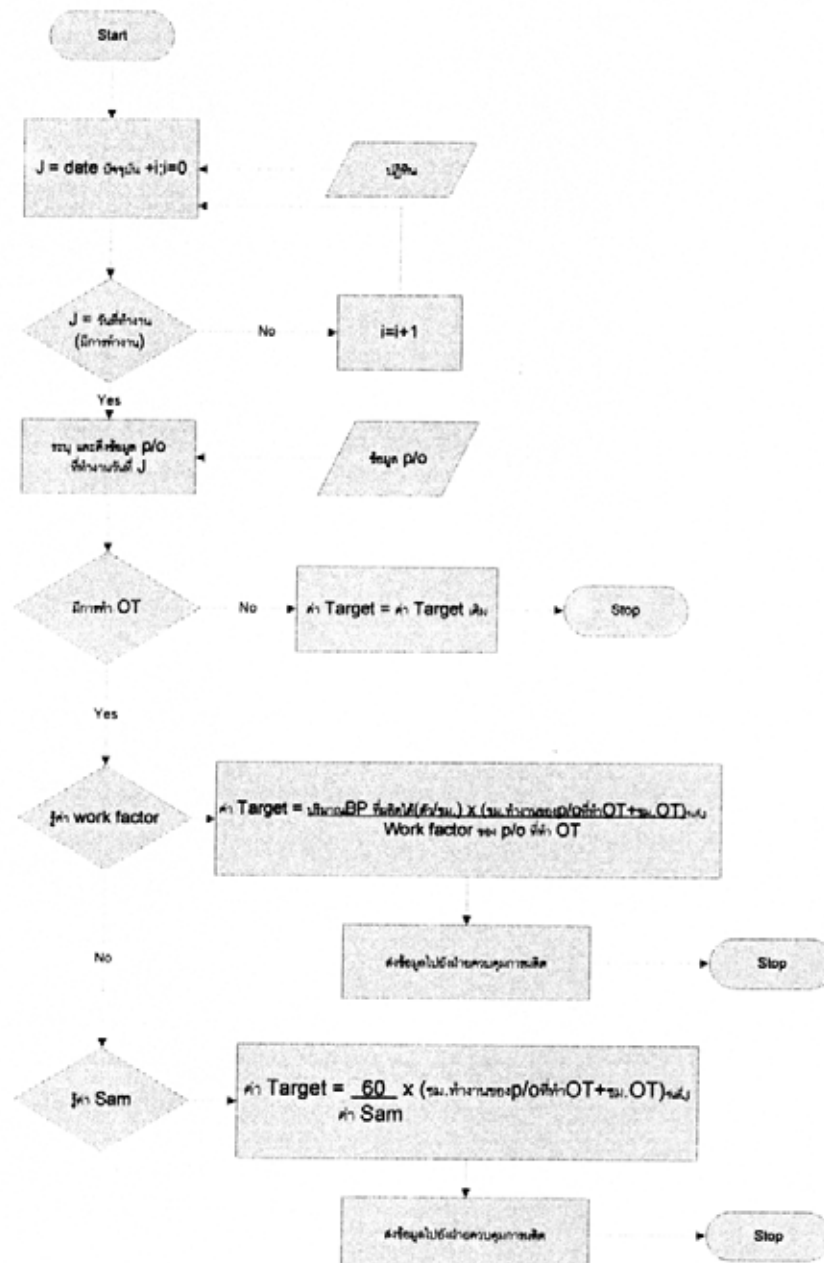 Start
J = date ปัจจุบัน +i;i=0
ปฏิทิน
J = วันที่ทำงาน
(มีการทำงาน)
No
i=i+1
Yes
ระบุ และดึงข้อมูล p/o
ที่ทำงานวันที่ J
ข้อมูล p/o
มีการทำ OT
No
ค่า Target = ค่า Target เดิม
Stop
Yes
รู้ค่า work factor
ค่า Target = ปริมาณBP ที่ผลิตได้(ตัว/ชม.) x (ชม.ทำงานของp/oที่ทำOT+ชม.OT)วันที่J
Work factor ของ p/o ที่ทำ OT
No
ส่งข้อมูลไปยังฝ่ายควบคุมการผลิต
Stop
รู้ค่า Sam
ค่า Target = 60 x (ชม.ทำงานของp/oที่ทำOT+ชม.OT)วันที่J
ค่า Sam
ส่งข้อมูลไปยังฝ่ายควบคุมการผลิต
Stop